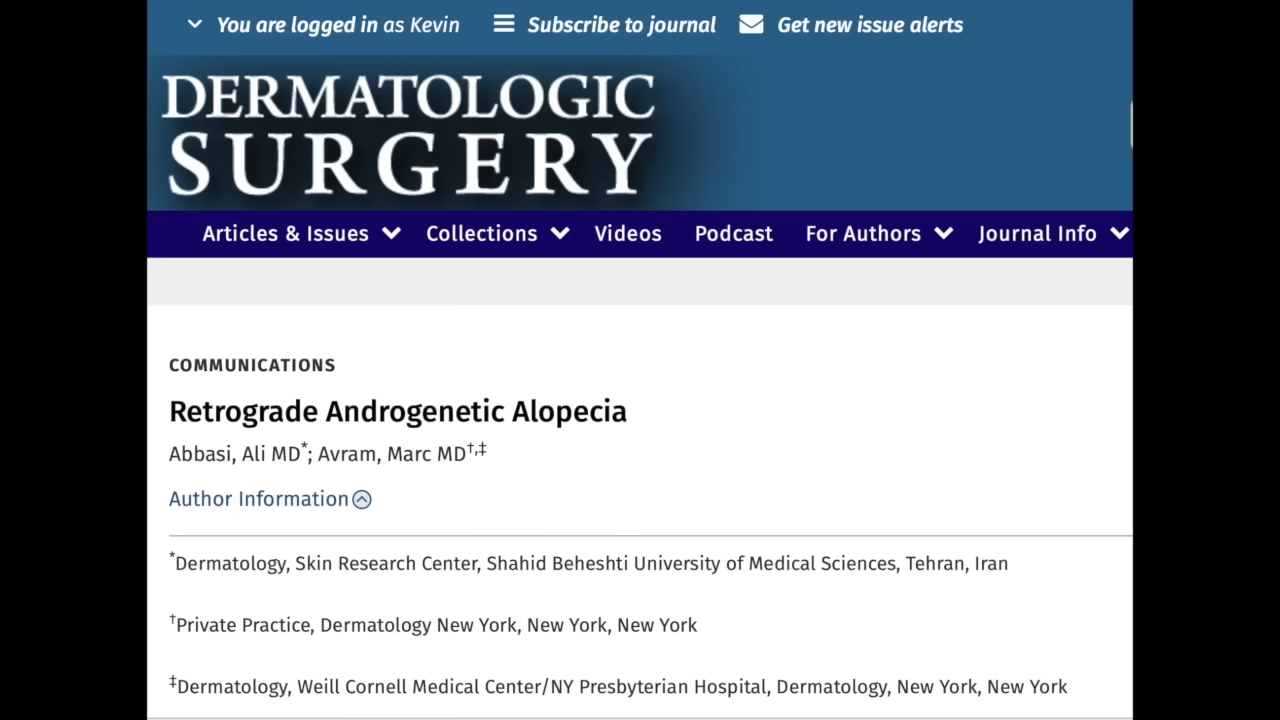 You are logged in as Kevin Subscribe to journal Get new issue alerts
DERMATOLOGIC
SURGERY
Articles & Issues Collections Videos Podcast For Authors Journal Info
COMMUNICATIONS
Retrograde Androgenetic Alopecia
Abbasi, Ali MD*; Avram, Marc MD†,‡
Author Information
*Dermatology, Skin Research Center, Shahid Beheshti University of Medical Sciences, Tehran, Iran
†Private Practice, Dermatology New York, New York, New York
‡Dermatology, Weill Cornell Medical Center/NY Presbyterian Hospital, Dermatology, New York, New York